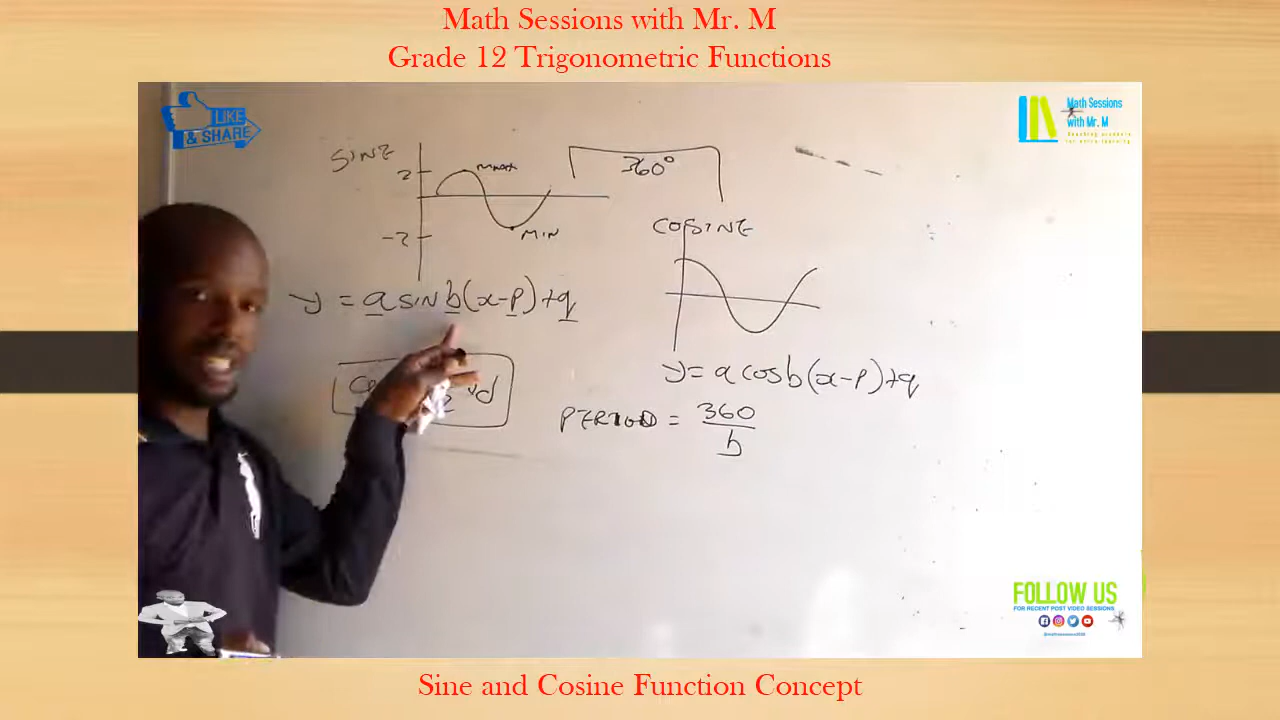 Math Sessions with Mr. M
Grade 12 Trigonometric Functions
LIKE
& SHARE
Math Sessions
with Mr. M
SINE
2
max
360°
-2
MIN
COSINE
y = a sin b(x-p)+q
y = a cos b(x-p)+q
PERIOD = 360
b
FOLLOW US
FOR RECENT POST VIDEO SESSIONS
Sine and Cosine Function Concept